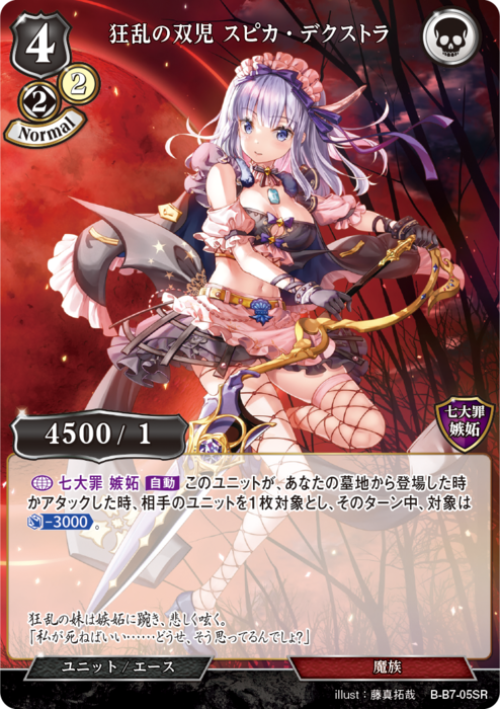 4
狂乱の双児 スピカ・デクストラ
2
2
Normal
七大罪
嫉妬
4500 / 1
七大罪 嫉妬 自動 このユニットが、あなたの墓地から登場した時
かアタックした時、相手のユニットを1枚対象とし、そのターン中、対象は
-3000 。
狂乱の妹は嫉妬に踠き、悲しく呟く。
「私が死ねばいい……どうせ、そう思ってるんでしょ?」
ユニット/エース
魔族
illust:藤真拓哉 B-B7-05SR